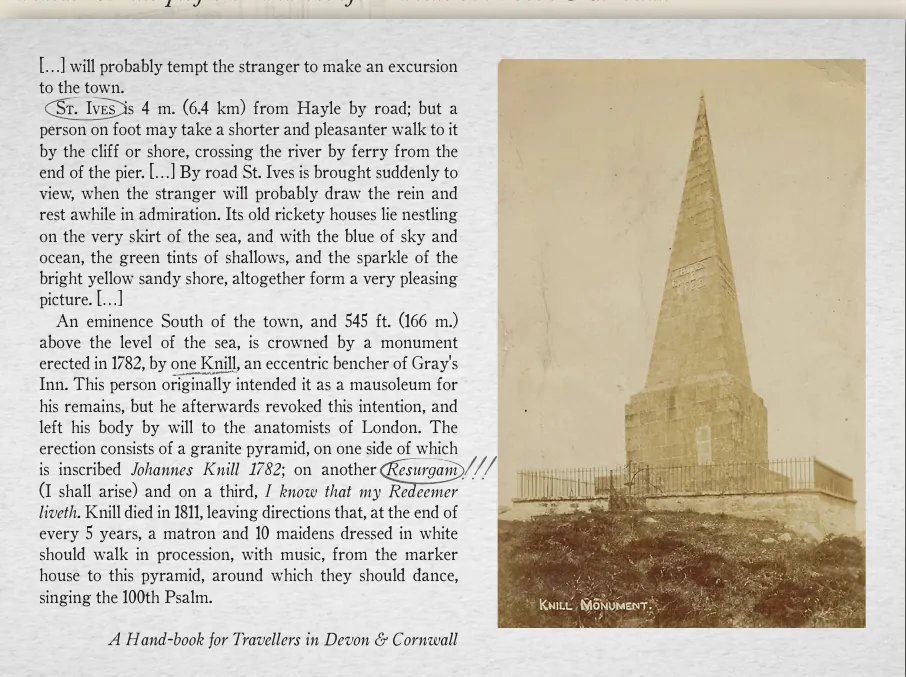 [...] will probably tempt the stranger to make an excursion
to the town.
St. Ives is 4 m. (6.4 km) from Hayle by road; but a
person on foot may take a shorter and pleasanter walk to it
by the cliff or shore, crossing the river by ferry from the
end of the pier. [...] By road St. Ives is brought suddenly to
view, when the stranger will probably draw the rein and
rest awhile in admiration. Its old rickety houses lie nestling
on the very skirt of the sea, and with the blue of sky and
ocean, the green tints of shallows, and the sparkle of the
bright yellow sandy shore, altogether form a very pleasing
picture. [...]
An eminence South of the town, and 545 ft. (166 m.)
above the level of the sea, is crowned by a monument
erected in 1782, by one Knill, an eccentric bencher of Gray's
Inn. This person originally intended it as a mausoleum for
his remains, but he afterwards revoked this intention, and
left his body by will to the anatomists of London. The
erection consists of a granite pyramid, on one side of which
is inscribed Johannes Knill 1782; on another Resurgam!!!
(I shall arise) and on a third, I know that my Redeemer
liveth. Knill died in 1811, leaving directions that, at the end of
every 5 years, a matron and 10 maidens dressed in white
should walk in procession, with music, from the marker
house to this pyramid, around which they should dance,
singing the 100th Psalm.
A Hand-book for Travellers in Devon & Cornwall
KNILL MONUMENT.